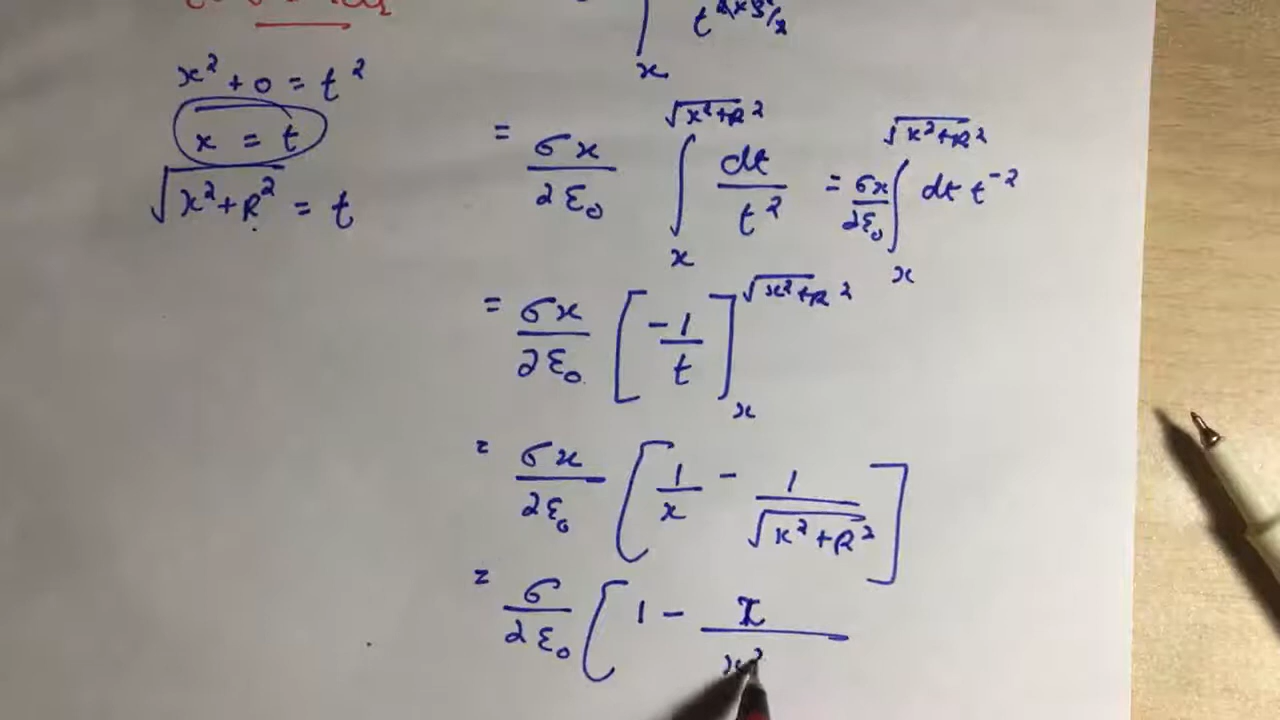 x² + 0 = t²
x = t
√(x²+R²) = t
x
= σx/2ε₀ ∫ₓ^√(x²+R²) dt/t² = σx/2ε₀ ∫ₓ^√(x²+R²) dt t⁻²
= σx/2ε₀ [-1/t]ₓ^√(x²+R²)
= σx/2ε₀ [1/x - 1/√(x²+R²)]
= σ/2ε₀ [1 - x/x²